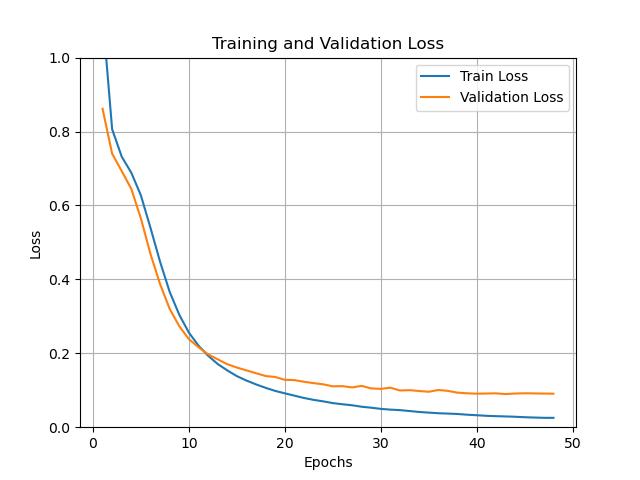 Training and Validation Loss
1.0
0.8
0.6
0.4
0.2
0.0
Loss
Train Loss
Validation Loss
0 10 20 30 40 50
Epochs